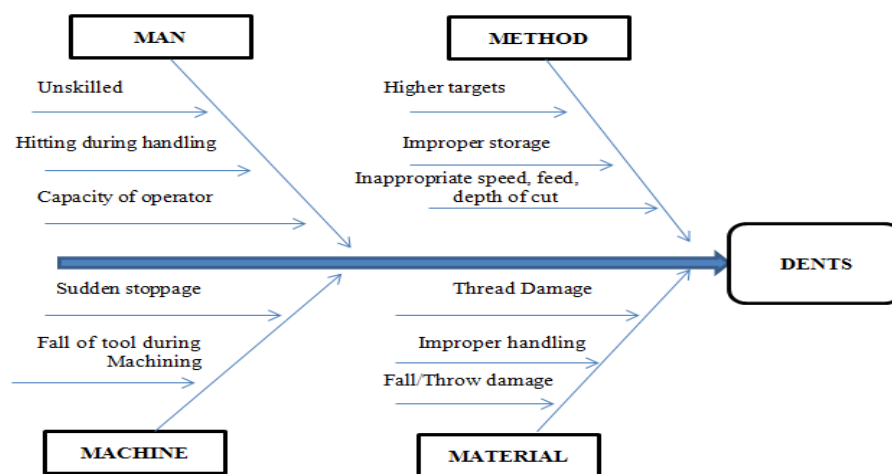 MAN
METHOD
Unskilled
Higher targets
Hitting during handling
Improper storage
Capacity of operator
Inappropriate speed, feed,
depth of cut
DENTS
Sudden stoppage
Thread Damage
Fall of tool during
Machining
Improper handling
Fall/Throw damage
MACHINE
MATERIAL